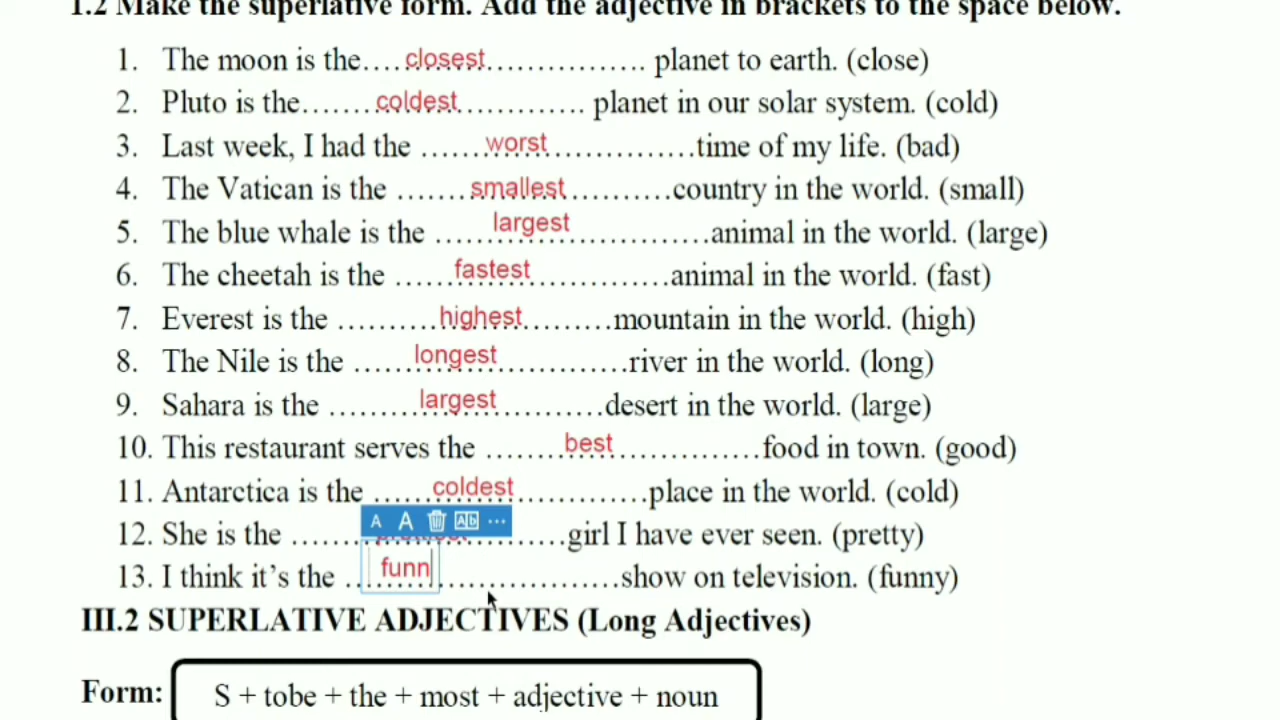 1.2 Make the superlative form. Add the adjective in brackets to the space below.
1. The moon is the....closest................ planet to earth. (close)
2. Pluto is the.......coldest............. planet in our solar system. (cold)
3. Last week, I had the .......worst...............time of my life. (bad)
4. The Vatican is the .......smallest..........country in the world. (small)
5. The blue whale is the .......largest...............animal in the world. (large)
6. The cheetah is the ......fastest...............animal in the world. (fast)
7. Everest is the ..........highest.........mountain in the world. (high)
8. The Nile is the ......longest..............river in the world. (long)
9. Sahara is the .........largest...........desert in the world. (large)
10. This restaurant serves the ........best...............food in town. (good)
11. Antarctica is the ......coldest.............place in the world. (cold)
A A Ab ...
12. She is the .............................girl I have ever seen. (pretty)
13. I think it’s the ..funn...................show on television. (funny)
III.2 SUPERLATIVE ADJECTIVES (Long Adjectives)
Form: S + tobe + the + most + adjective + noun